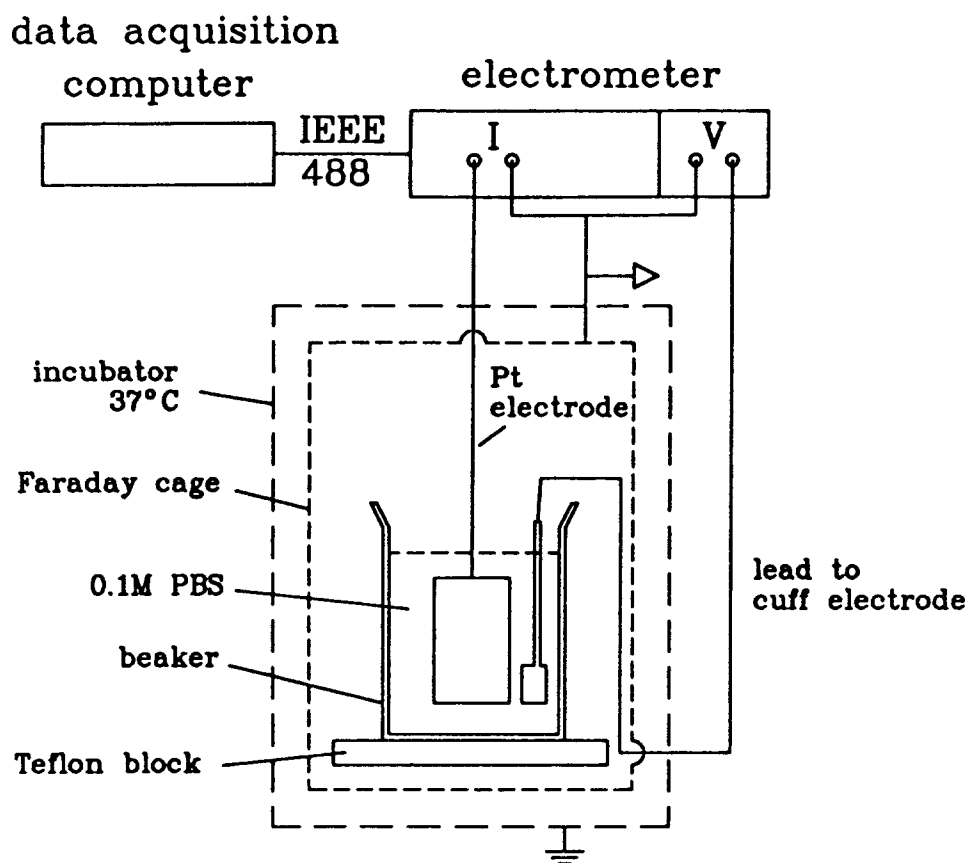 data acquisition
computer
electrometer
IEEE
488
I
V
incubator
37°C
Pt
electrode
Faraday cage
0.1M PBS
lead to
cuff electrode
beaker
Teflon block